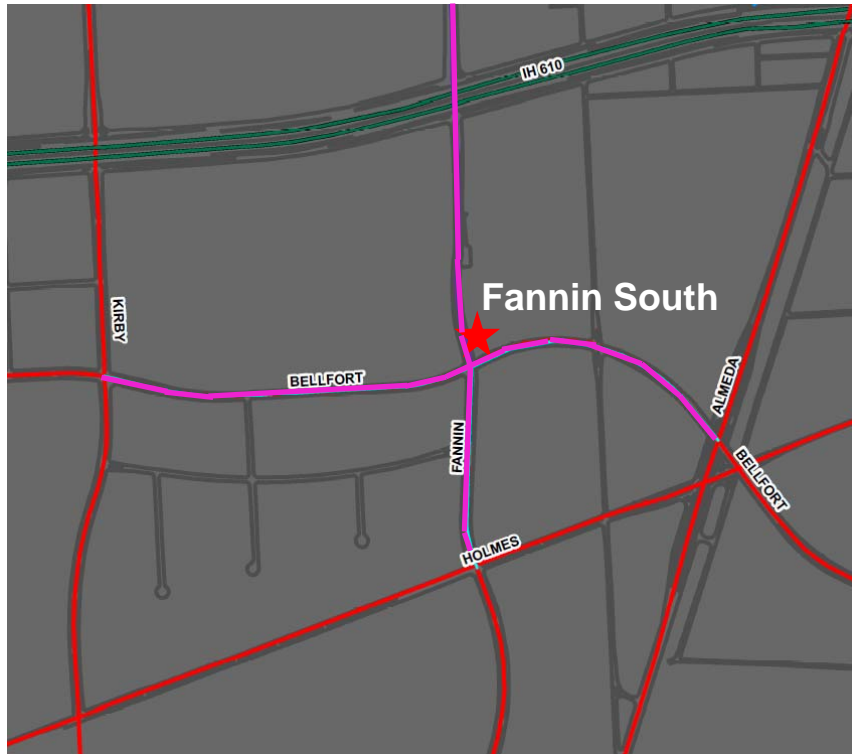 IH 610
Fannin South
KIRBY
BELLFORT
ALMEDA
FANNIN
BELLFORT
HOLMES